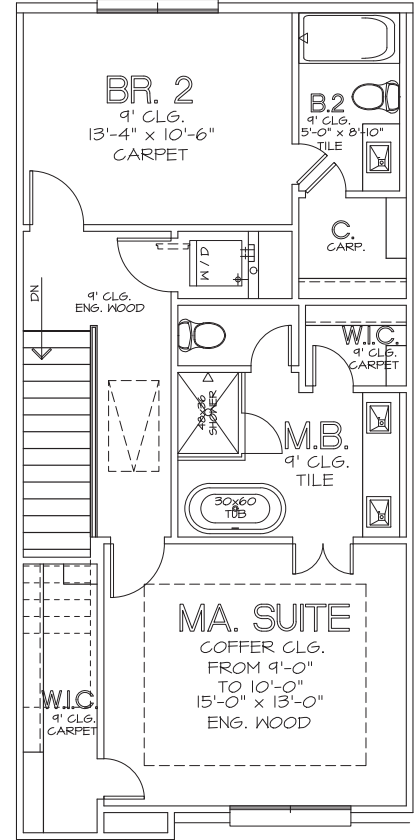 BR. 2
9' CLG.
13'-4" x 10'-6"
CARPET
B.2
9' CLG.
5'-0" x 8'-10"
TILE
C.
CARP.
W / D
DN
9' CLG.
ENG. WOOD
W.I.C.
9' CLG.
CARPET
48x36
SHOWER
M.B.
9' CLG.
TILE
30x60
TUB
MA. SUITE
COFFER CLG.
FROM 9'-0"
TO 10'-0"
15'-0" x 13'-0"
ENG. WOOD
W.I.C.
9' CLG.
CARPET